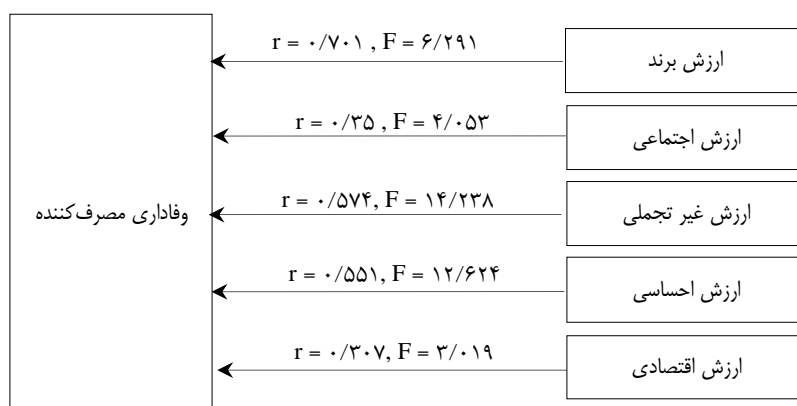 ارزش برند
r = ۰/۷۰۱ , F = ۶/۲۹۱
ارزش اجتماعی
r = ۰/۳۵ , F = ۴/۰۵۳
ارزش غیر تجملی
r = ۰/۵۷۴, F = ۱۴/۲۳۸
وفاداری مصرف‌کننده
ارزش احساسی
r = ۰/۵۵۱, F = ۱۲/۶۲۴
ارزش اقتصادی
r = ۰/۳۰۷, F = ۳/۰۱۹